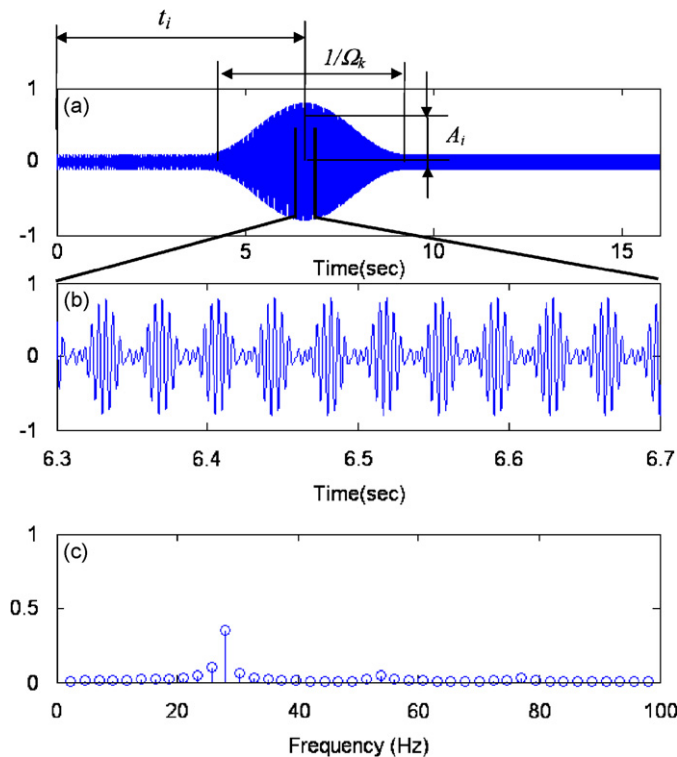 t_i
1/Ω_k
1
(a)
A_i
0
-1
0 5 10 15
Time(sec)
1
(b)
0
-1
6.3 6.4 6.5 6.6 6.7
Time(sec)
1
(c)
0.5
0
0 20 40 60 80 100
Frequency (Hz)